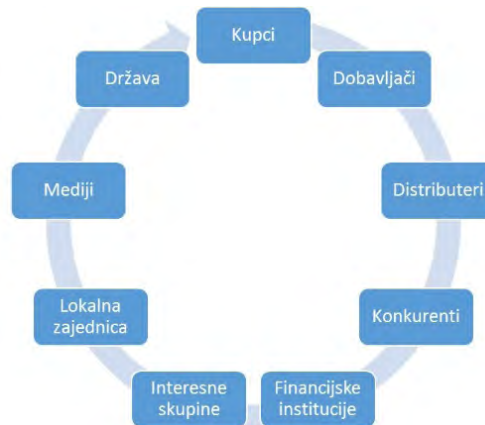 Kupci
Dobavljači
Distributeri
Konkurenti
Financijske
institucije
Interesne
skupine
Lokalna
zajednica
Mediji
Država